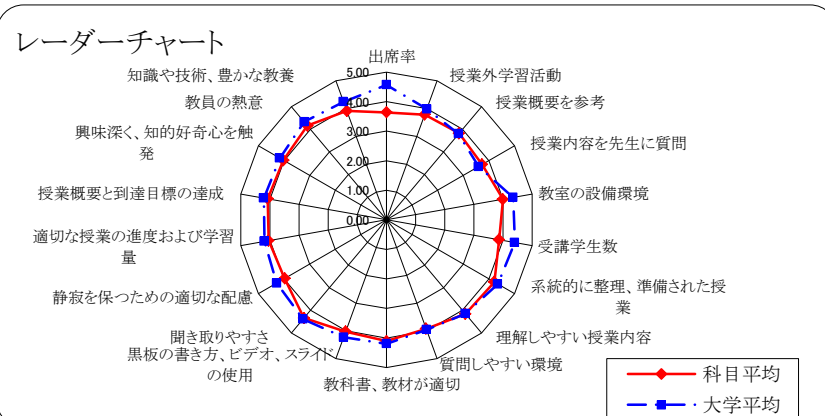 レーダーチャート
出席率
授業外学習活動
授業概要を参考
授業内容を先生に質問
教室の設備環境
受講学生数
系統的に整理、準備された授
業
理解しやすい授業内容
質問しやすい環境
教科書、教材が適切
黒板の書き方、ビデオ、スライド
の使用
聞き取りやすさ
静寂を保つための適切な配慮
適切な授業の進度および学習
量
授業概要と到達目標の達成
興味深く、知的好奇心を触
発
教員の熱意
知識や技術、豊かな教養
5.00
4.00
3.00
2.00
1.00
0.00
科目平均
大学平均